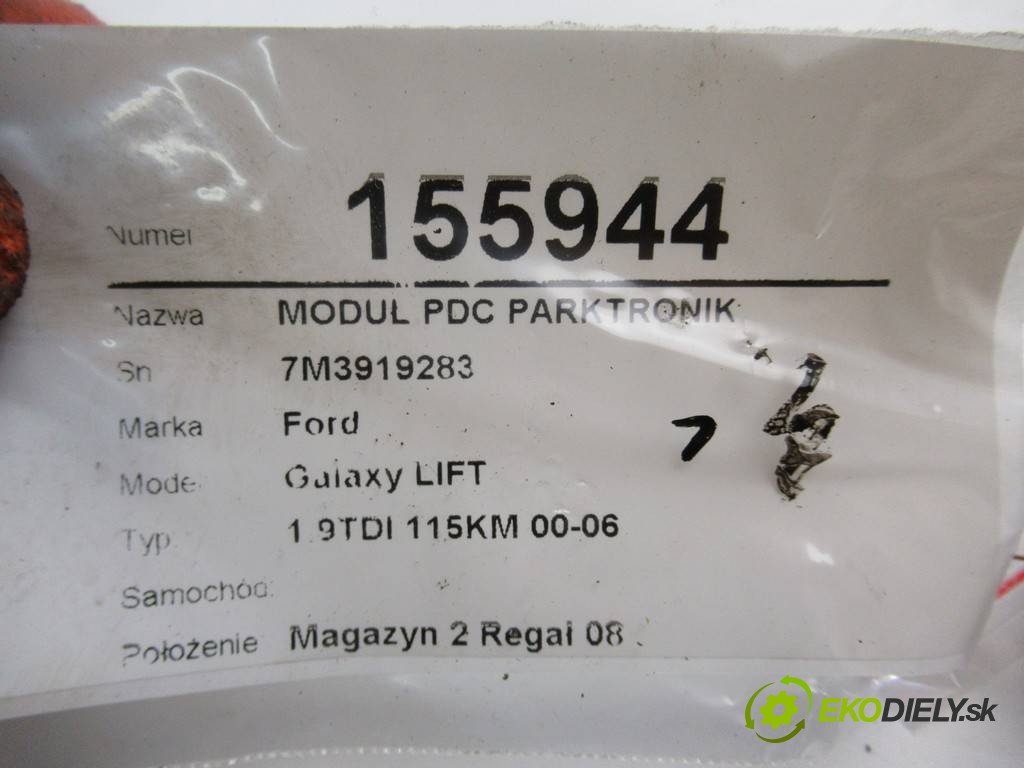 Numer 155944
Nazwa MODUŁ PDC PARKTRONIK
Sn 7M3919283
Marka Ford
Model Galaxy LIFT
Typ 1.9TDI 115KM 00-06
Samochód:
Położenie Magazyn 2 Regał 08
EKODIELY.sk